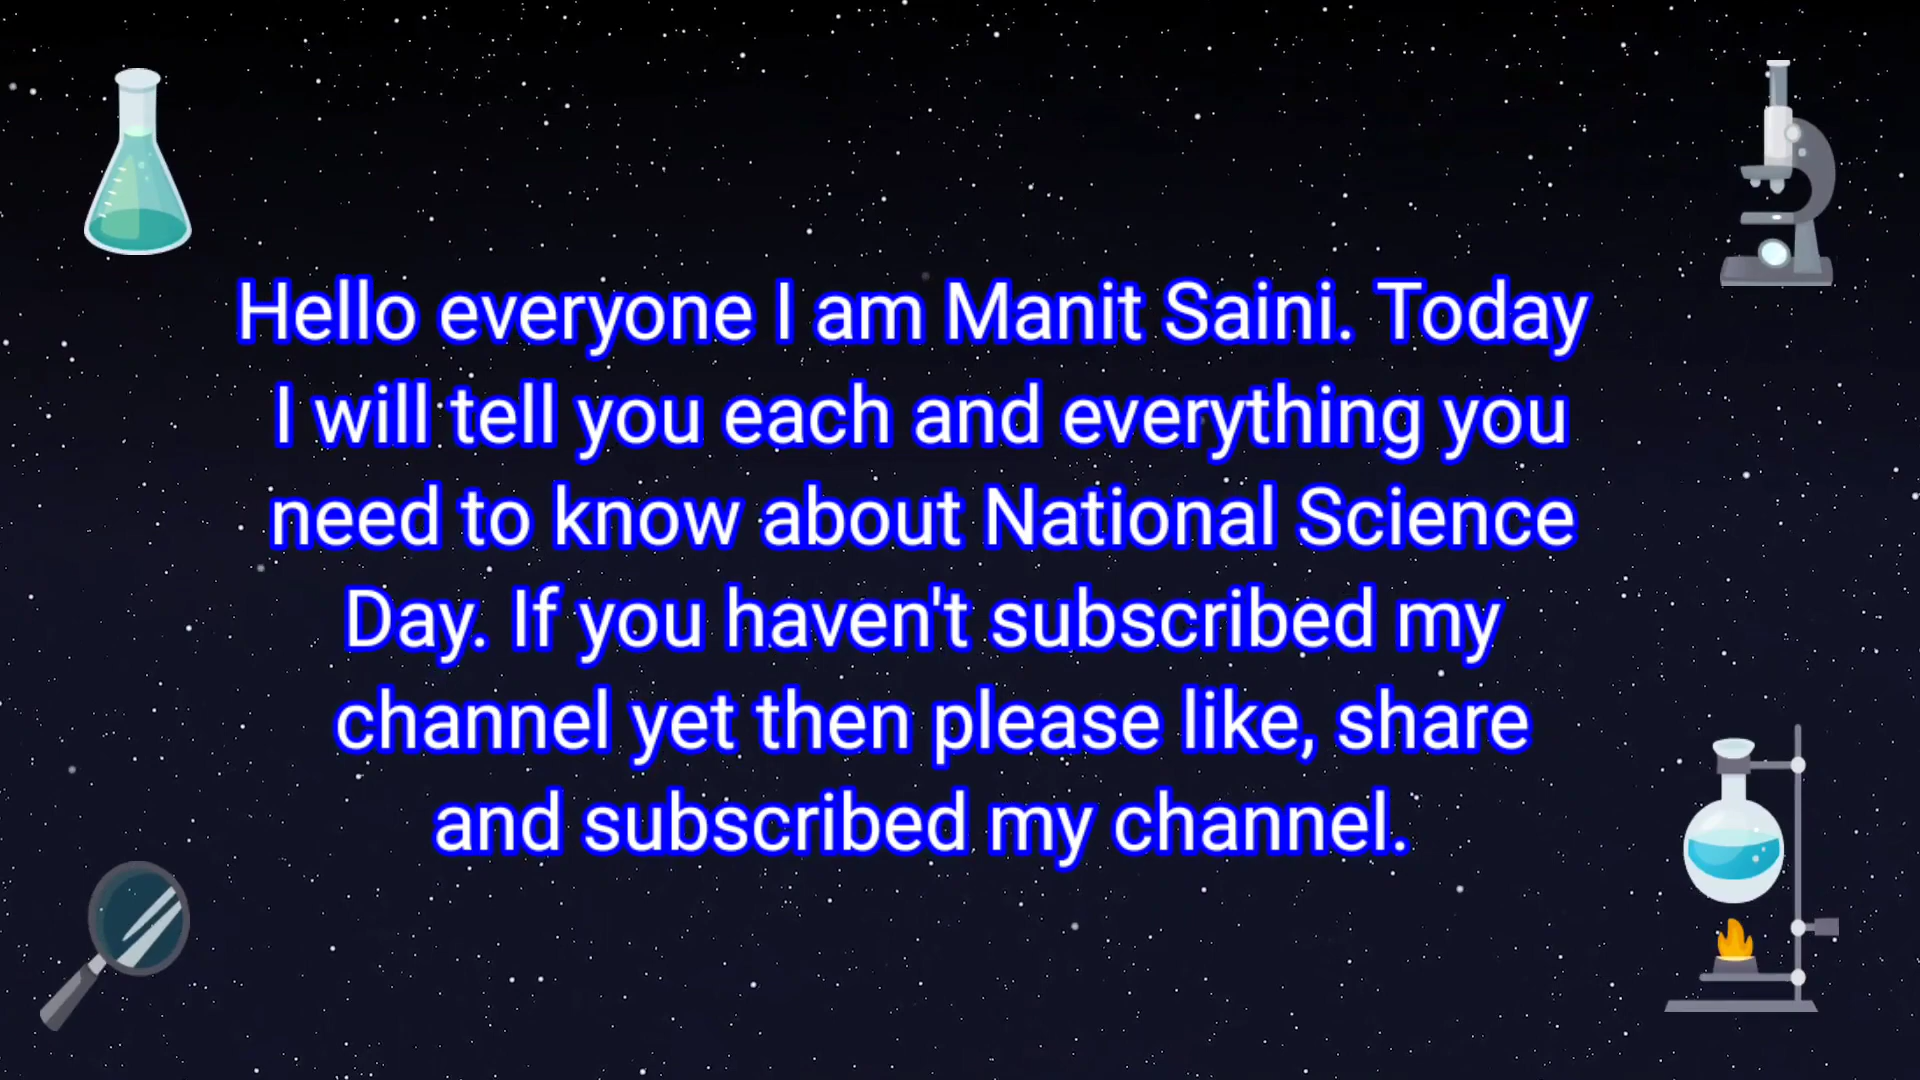 Hello everyone I am Manit Saini. Today
I will tell you each and everything you
need to know about National Science
Day. If you haven't subscribed my
channel yet then please like, share
and subscribed my channel.